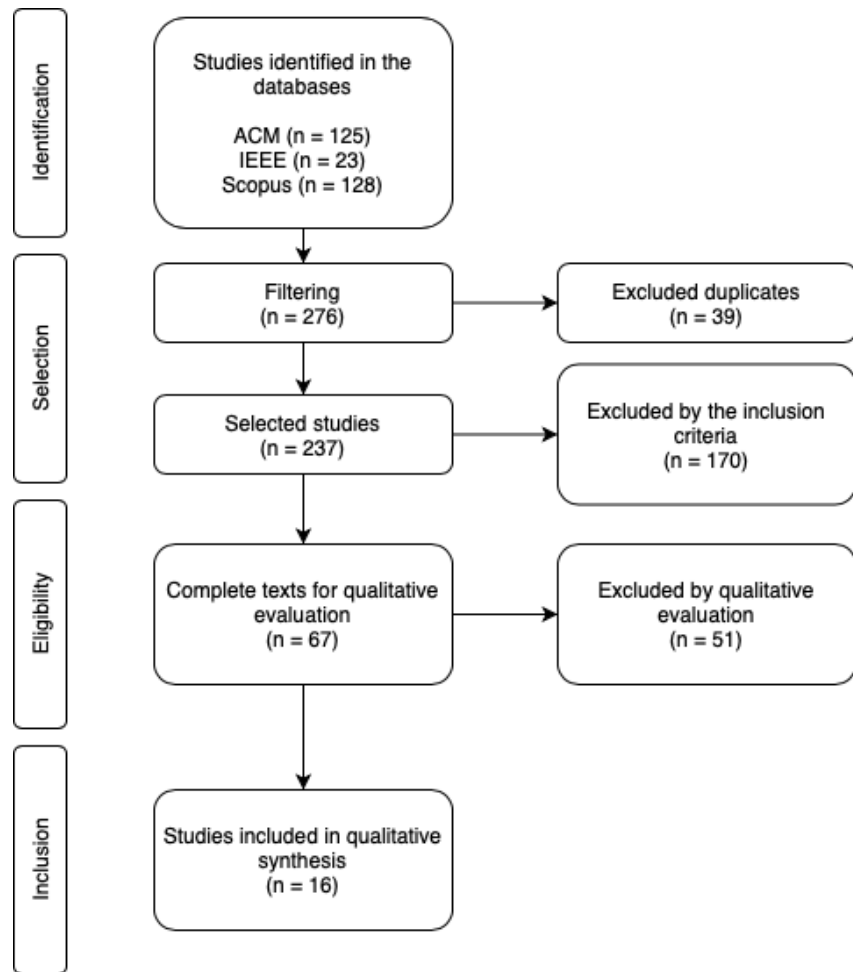 Identification
Studies identified in the
databases
ACM (n = 125)
IEEE (n = 23)
Scopus (n = 128)
Selection
Filtering
(n = 276)
Excluded duplicates
(n = 39)
Selected studies
(n = 237)
Excluded by the inclusion
criteria
(n = 170)
Eligibility
Complete texts for qualitative
evaluation
(n = 67)
Excluded by qualitative
evaluation
(n = 51)
Inclusion
Studies included in qualitative
synthesis
(n = 16)